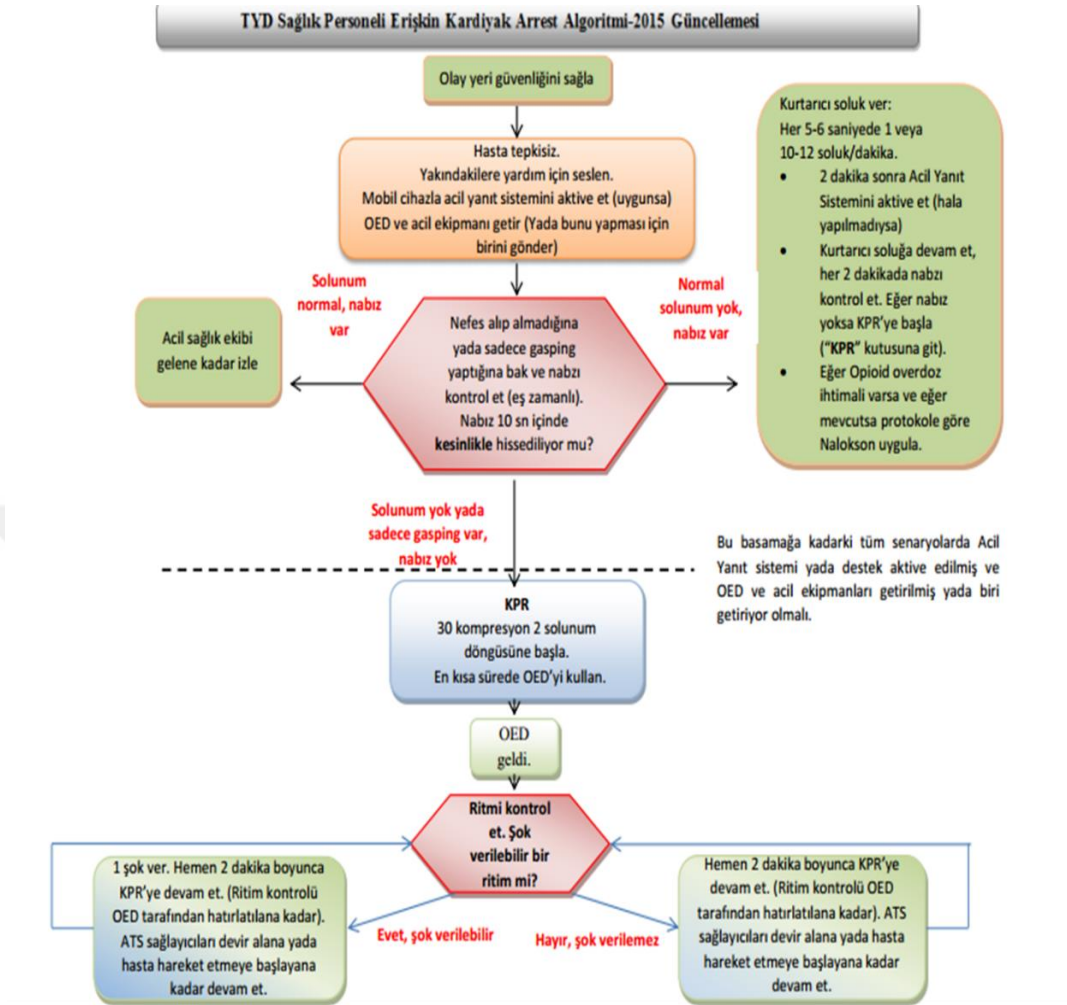 TYD Sağlık Personeli Erişkin Kardiyak Arrest Algoritmi-2015 Güncellemesi
Olay yeri güvenliğini sağla
Hasta tepkisiz.
Yakındakilere yardım için seslen.
Mobil cihazla acil yanıt sistemini aktive et (uygunsa)
OED ve acil ekipmanı getir (Yada bunu yapması için
birini gönder)
Kurtarıcı soluk ver:
Her 5-6 saniyede 1 veya
10-12 soluk/dakika.
• 2 dakika sonra Acil Yanıt
Sistemini aktive et (hala
yapılmadıysa)
• Kurtarıcı soluğa devam et,
her 2 dakikada nabzı
kontrol et. Eğer nabız
yoksa KPR'ye başla
("KPR" kutusuna git).
• Eğer Opioid overdoz
ihtimali varsa ve eğer
mevcutsa protokole göre
Nalokson uygula.
Solunum
normal, nabız
var
Normal
solunum yok,
nabız var
Acil sağlık ekibi
gelene kadar izle
Nefes alıp almadığına
yada sadece gasping
yaptığına bak ve nabzı
kontrol et (eş zamanlı).
Nabız 10 sn içinde
kesinlikle hissediliyor mu?
Solunum yok yada
sadece gasping var,
nabız yok
Bu basamağa kadarki tüm senaryolarda Acil
Yanıt sistemi yada destek aktive edilmiş ve
OED ve acil ekipmanları getirilmiş yada biri
getiriyor olmalı.
KPR
30 kompresyon 2 solunum
döngüsüne başla.
En kısa sürede OED'yi kullan.
OED
geldi.
Ritmi kontrol
et. Şok
verilebilir bir
ritim mi?
1 şok ver. Hemen 2 dakika boyunca
KPR'ye devam et. (Ritim kontrolü
OED tarafından hatırlatılana kadar).
ATS sağlayıcıları devir alana yada
hasta hareket etmeye başlayana
kadar devam et.
Evet, şok verilebilir
Hayır, şok verilemez
Hemen 2 dakika boyunca KPR'ye
devam et. (Ritim kontrolü OED
tarafından hatırlatılana kadar). ATS
sağlayıcıları devir alana yada hasta
hareket etmeye başlayana kadar
devam et.